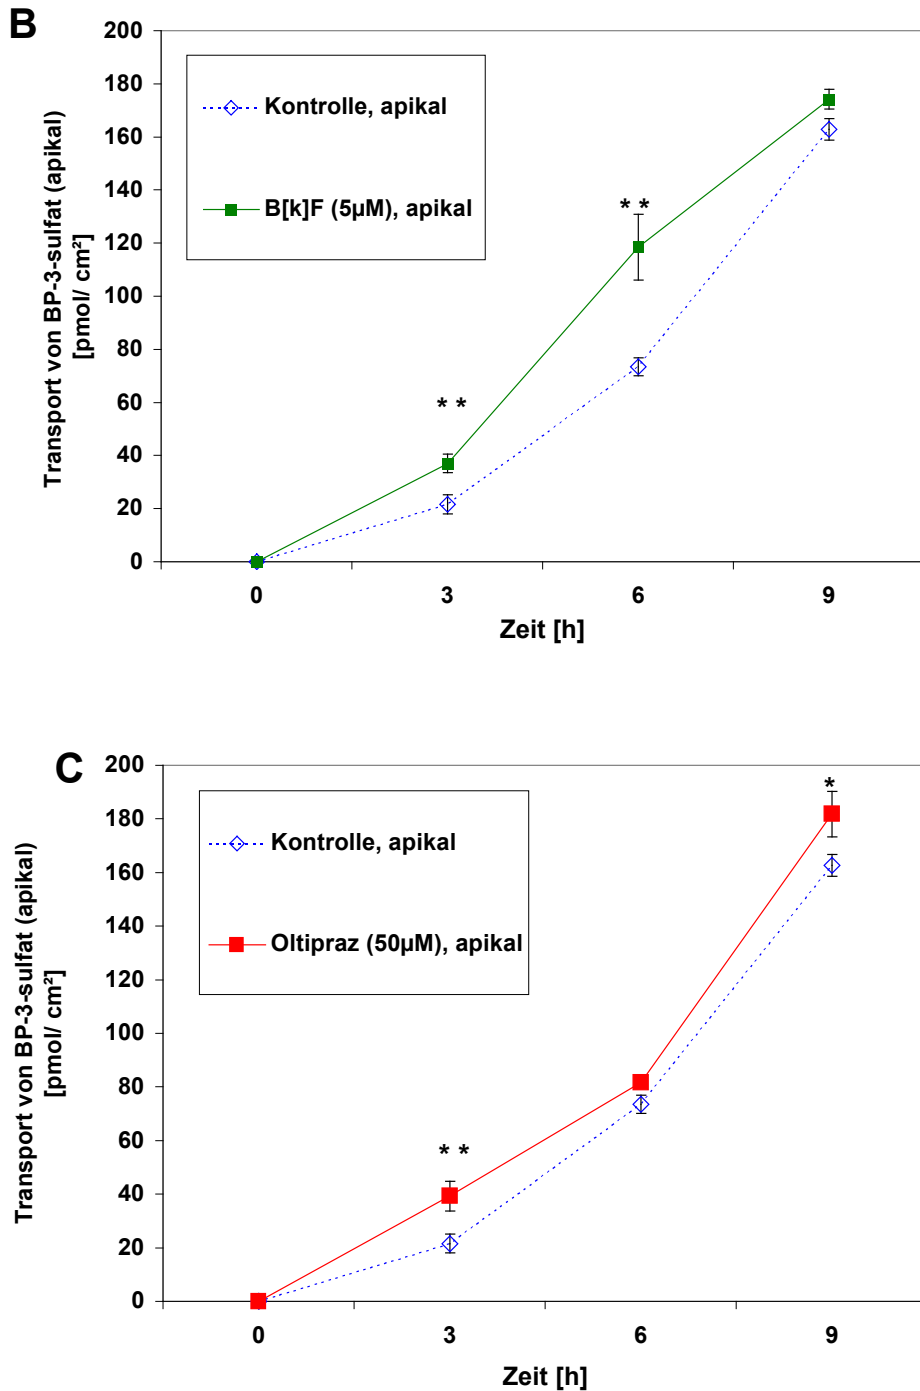 B
200
180
160
140
120
100
80
60
40
20
0
Transport von BP-3-sulfat (apikal)
[pmol/ cm²]
Kontrolle, apikal
B[k]F (5µM), apikal
* *
* *
0 3 6 9
Zeit [h]
C
200
180
160
140
120
100
80
60
40
20
0
Transport von BP-3-sulfat (apikal)
[pmol/ cm²]
Kontrolle, apikal
Oltipraz (50µM), apikal
*
* *
0 3 6 9
Zeit [h]